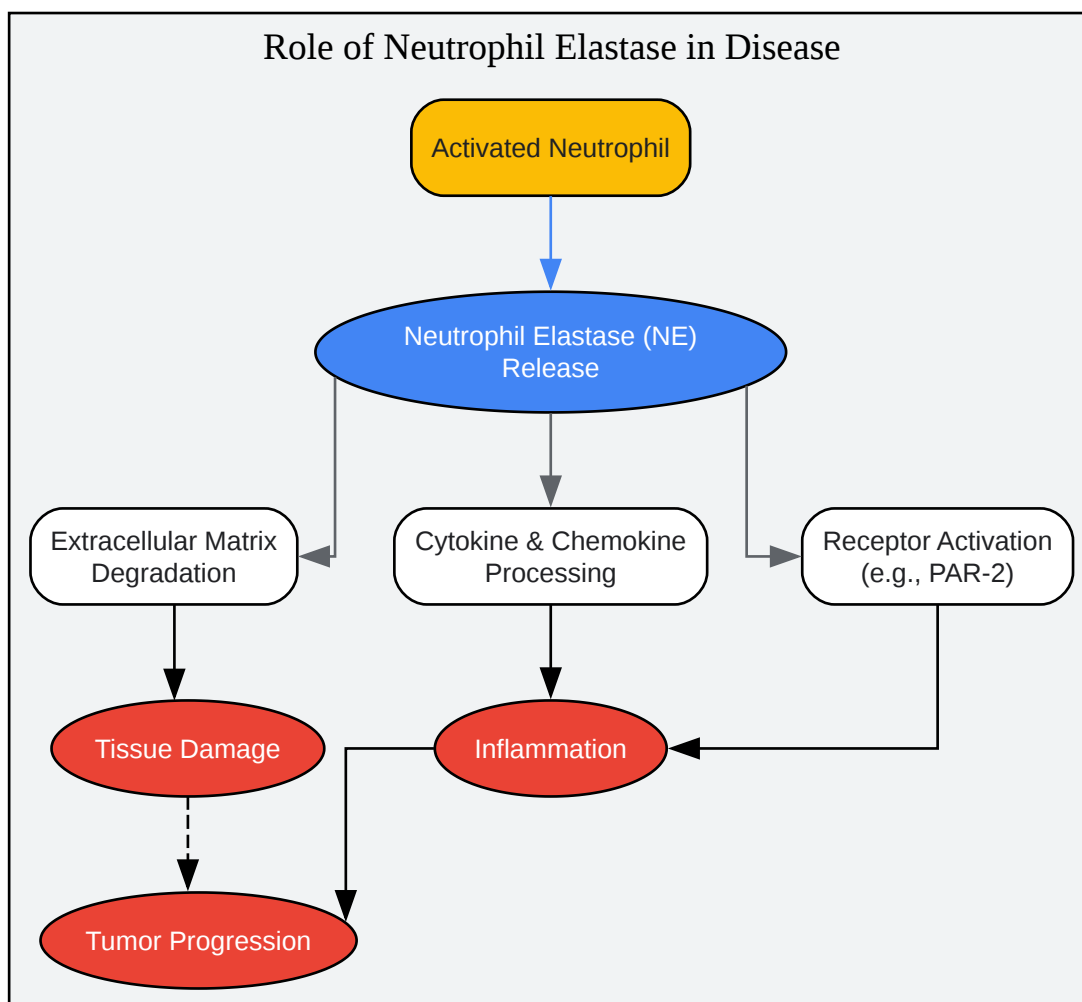 Role of Neutrophil Elastase in Disease
Activated Neutrophil
Neutrophil Elastase (NE)
Release
Extracellular Matrix
Degradation
Cytokine & Chemokine
Processing
Receptor Activation
(e.g., PAR-2)
Tissue Damage
Inflammation
Tumor Progression